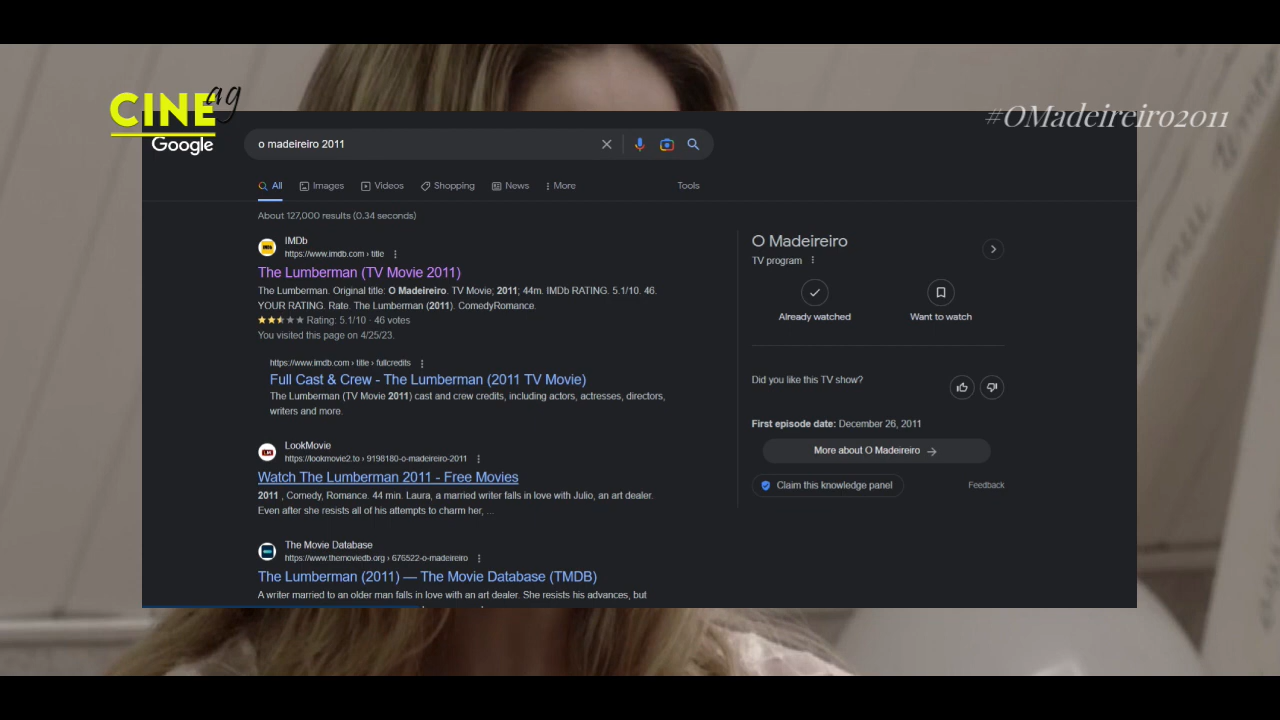 CINE
ag
#OMadeireiro2011
Google
o madeireiro 2011
All
Images
Videos
Shopping
News
More
Tools
About 127,000 results (0.34 seconds)
IMDb
https://www.imdb.com › title
The Lumberman (TV Movie 2011)
The Lumberman. Original title: O Madeireiro. TV Movie; 2011; 44m. IMDb RATING. 5.1/10. 46.
YOUR RATING. Rate. The Lumberman (2011). ComedyRomance.
Rating: 5.1/10 · 46 votes
You visited this page on 4/25/23.
https://www.imdb.com › title › fullcredits
Full Cast & Crew - The Lumberman (2011 TV Movie)
The Lumberman (TV Movie 2011) cast and crew credits, including actors, actresses, directors,
writers and more.
LookMovie
https://lookmovie2.to › 9198180-o-madeireiro-2011
Watch The Lumberman 2011 - Free Movies
2011 , Comedy, Romance. 44 min. Laura, a married writer falls in love with Julio, an art dealer.
Even after she resists all of his attempts to charm her, ...
The Movie Database
https://www.themoviedb.org › 676522-o-madeireiro
The Lumberman (2011) — The Movie Database (TMDB)
A writer married to an older man falls in love with an art dealer. She resists his advances, but
O Madeireiro
TV program
Already watched
Want to watch
Did you like this TV show?
First episode date: December 26, 2011
More about O Madeireiro
Claim this knowledge panel
Feedback